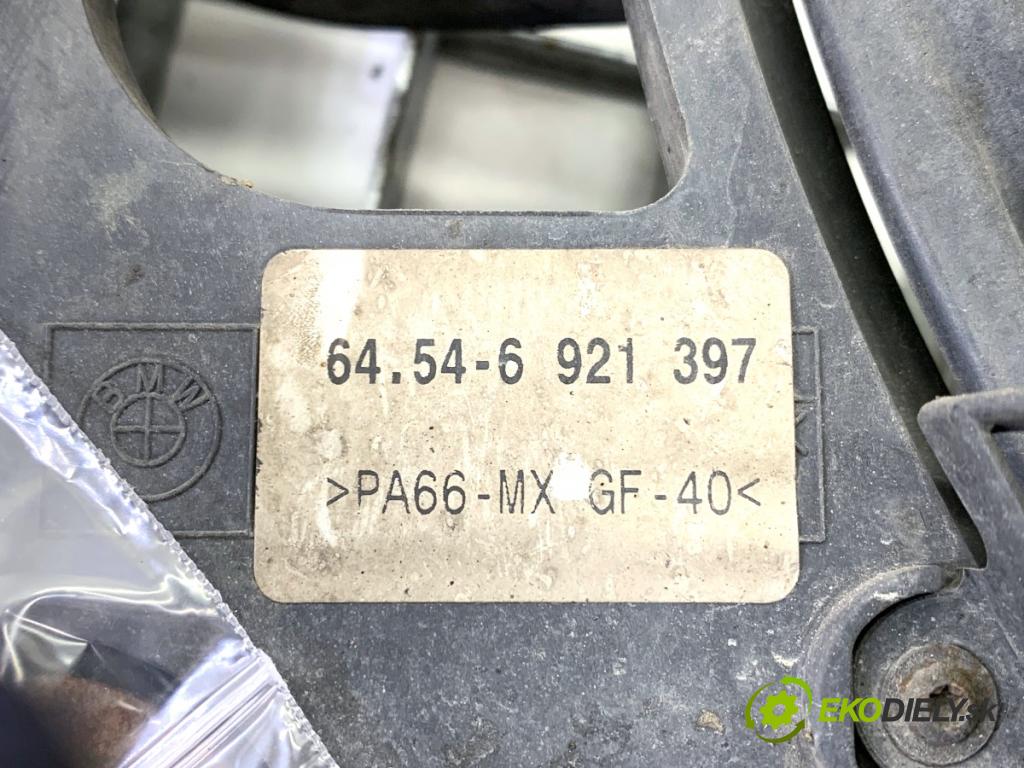 BMW
64.54-6 921 397
>PA66-MX GF-40<
EKODIELY.sk